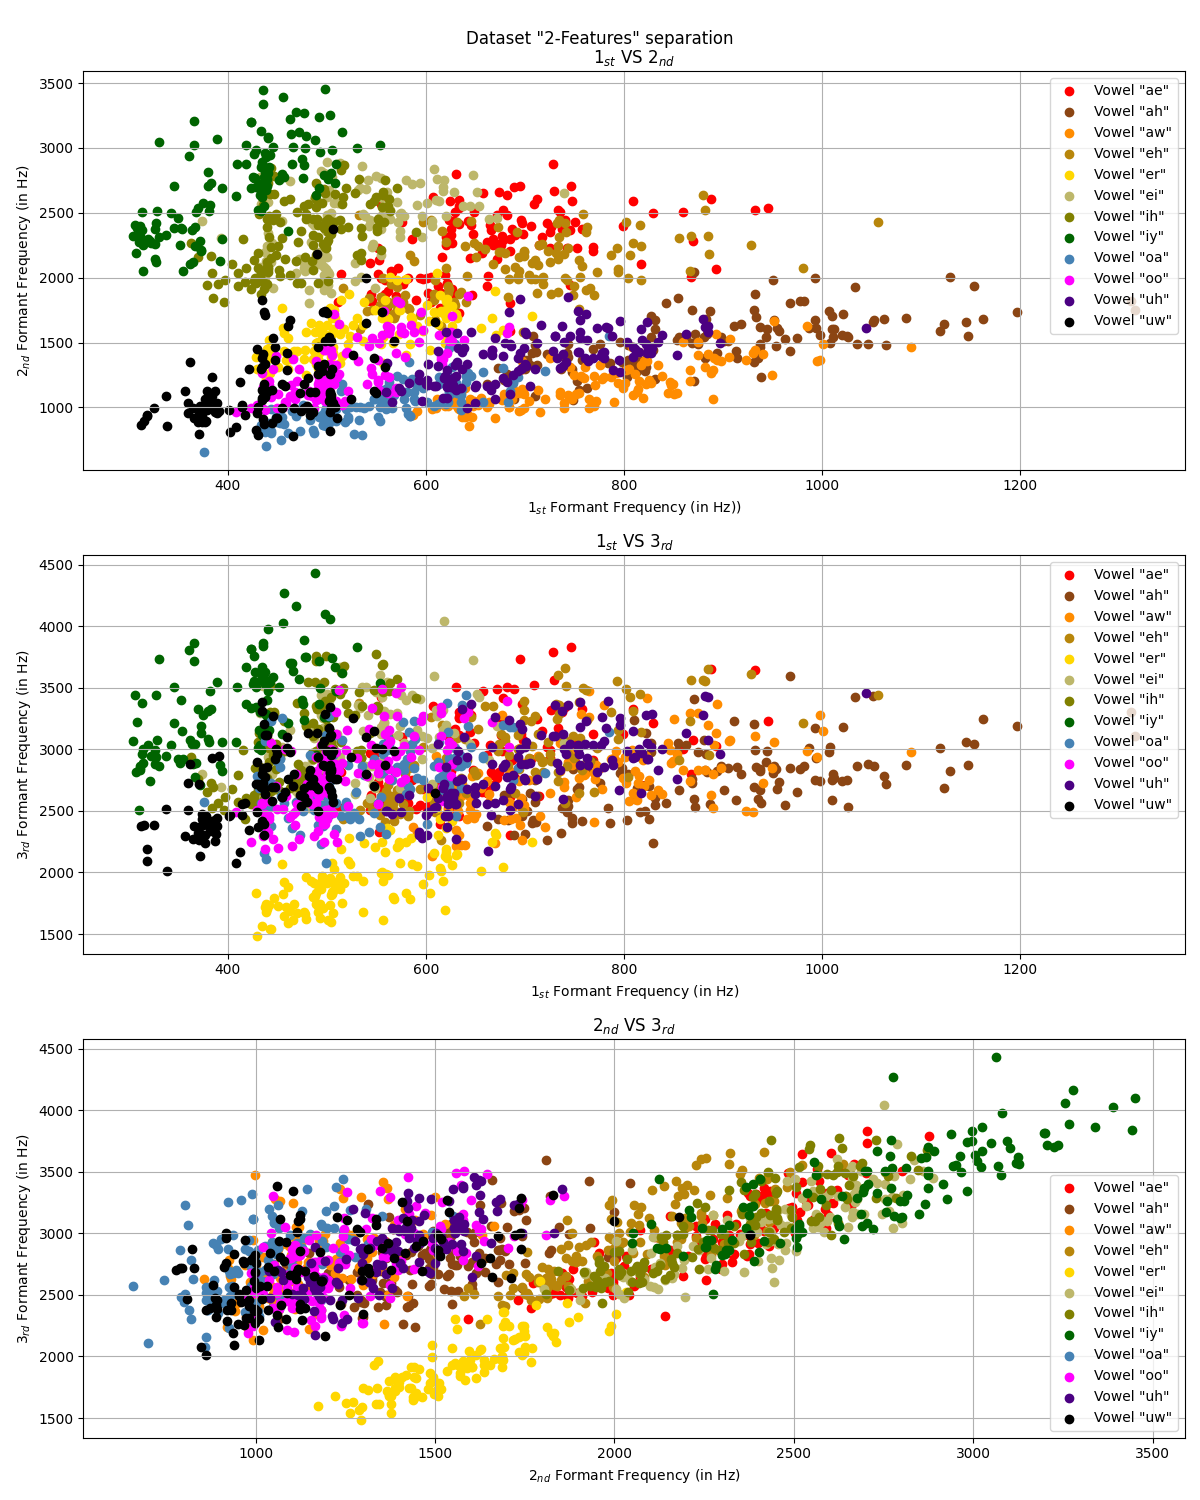 Dataset "2-Features" separation
1st VS 2nd
3500
3000
2500
2000
1500
1000
2nd Formant Frequency (in Hz)
400 600 800 1000 1200
1st Formant Frequency (in Hz))
Vowel "ae"
Vowel "ah"
Vowel "aw"
Vowel "eh"
Vowel "er"
Vowel "ei"
Vowel "ih"
Vowel "iy"
Vowel "oa"
Vowel "oo"
Vowel "uh"
Vowel "uw"
1st VS 3rd
4500
4000
3500
3000
2500
2000
1500
3rd Formant Frequency (in Hz)
400 600 800 1000 1200
1st Formant Frequency (in Hz)
Vowel "ae"
Vowel "ah"
Vowel "aw"
Vowel "eh"
Vowel "er"
Vowel "ei"
Vowel "ih"
Vowel "iy"
Vowel "oa"
Vowel "oo"
Vowel "uh"
Vowel "uw"
2nd VS 3rd
4500
4000
3500
3000
2500
2000
1500
3rd Formant Frequency (in Hz)
1000 1500 2000 2500 3000 3500
2nd Formant Frequency (in Hz)
Vowel "ae"
Vowel "ah"
Vowel "aw"
Vowel "eh"
Vowel "er"
Vowel "ei"
Vowel "ih"
Vowel "iy"
Vowel "oa"
Vowel "oo"
Vowel "uh"
Vowel "uw"